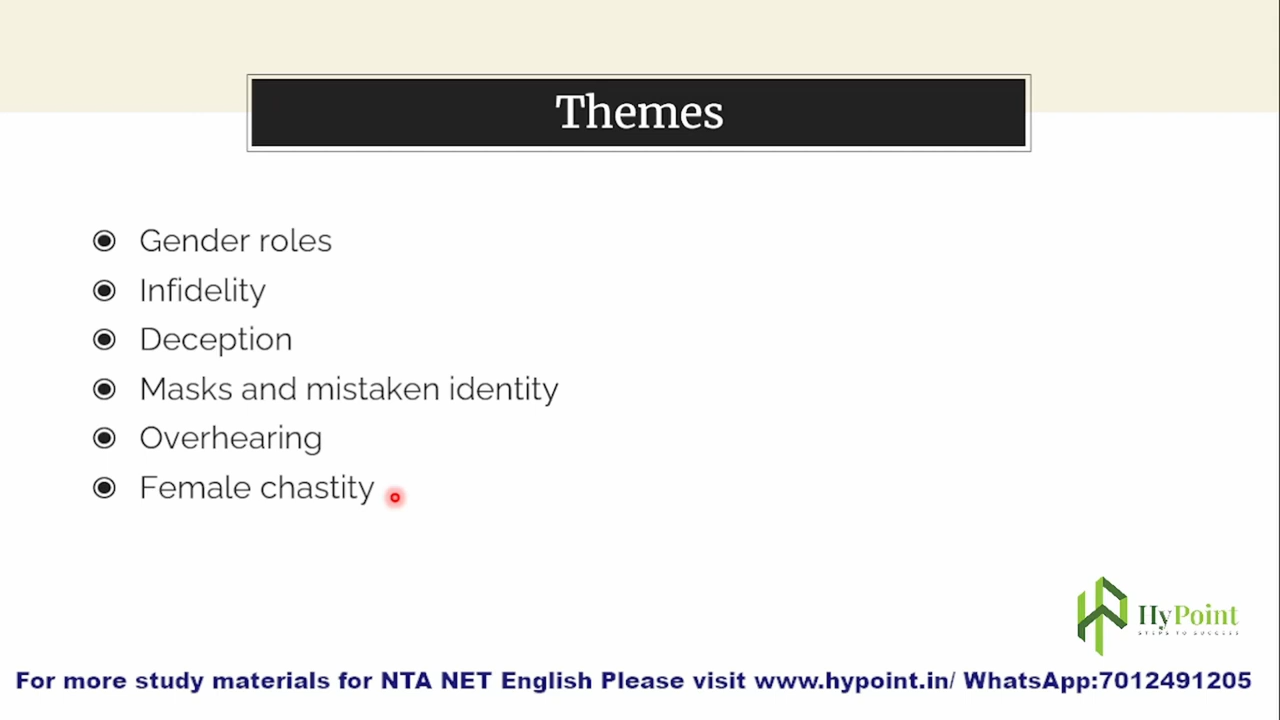 Themes
Gender roles
Infidelity
Deception
Masks and mistaken identity
Overhearing
Female chastity
HyPoint
STEPS TO SUCCESS
For more study materials for NTA NET English Please visit www.hypoint.in/ WhatsApp:7012491205